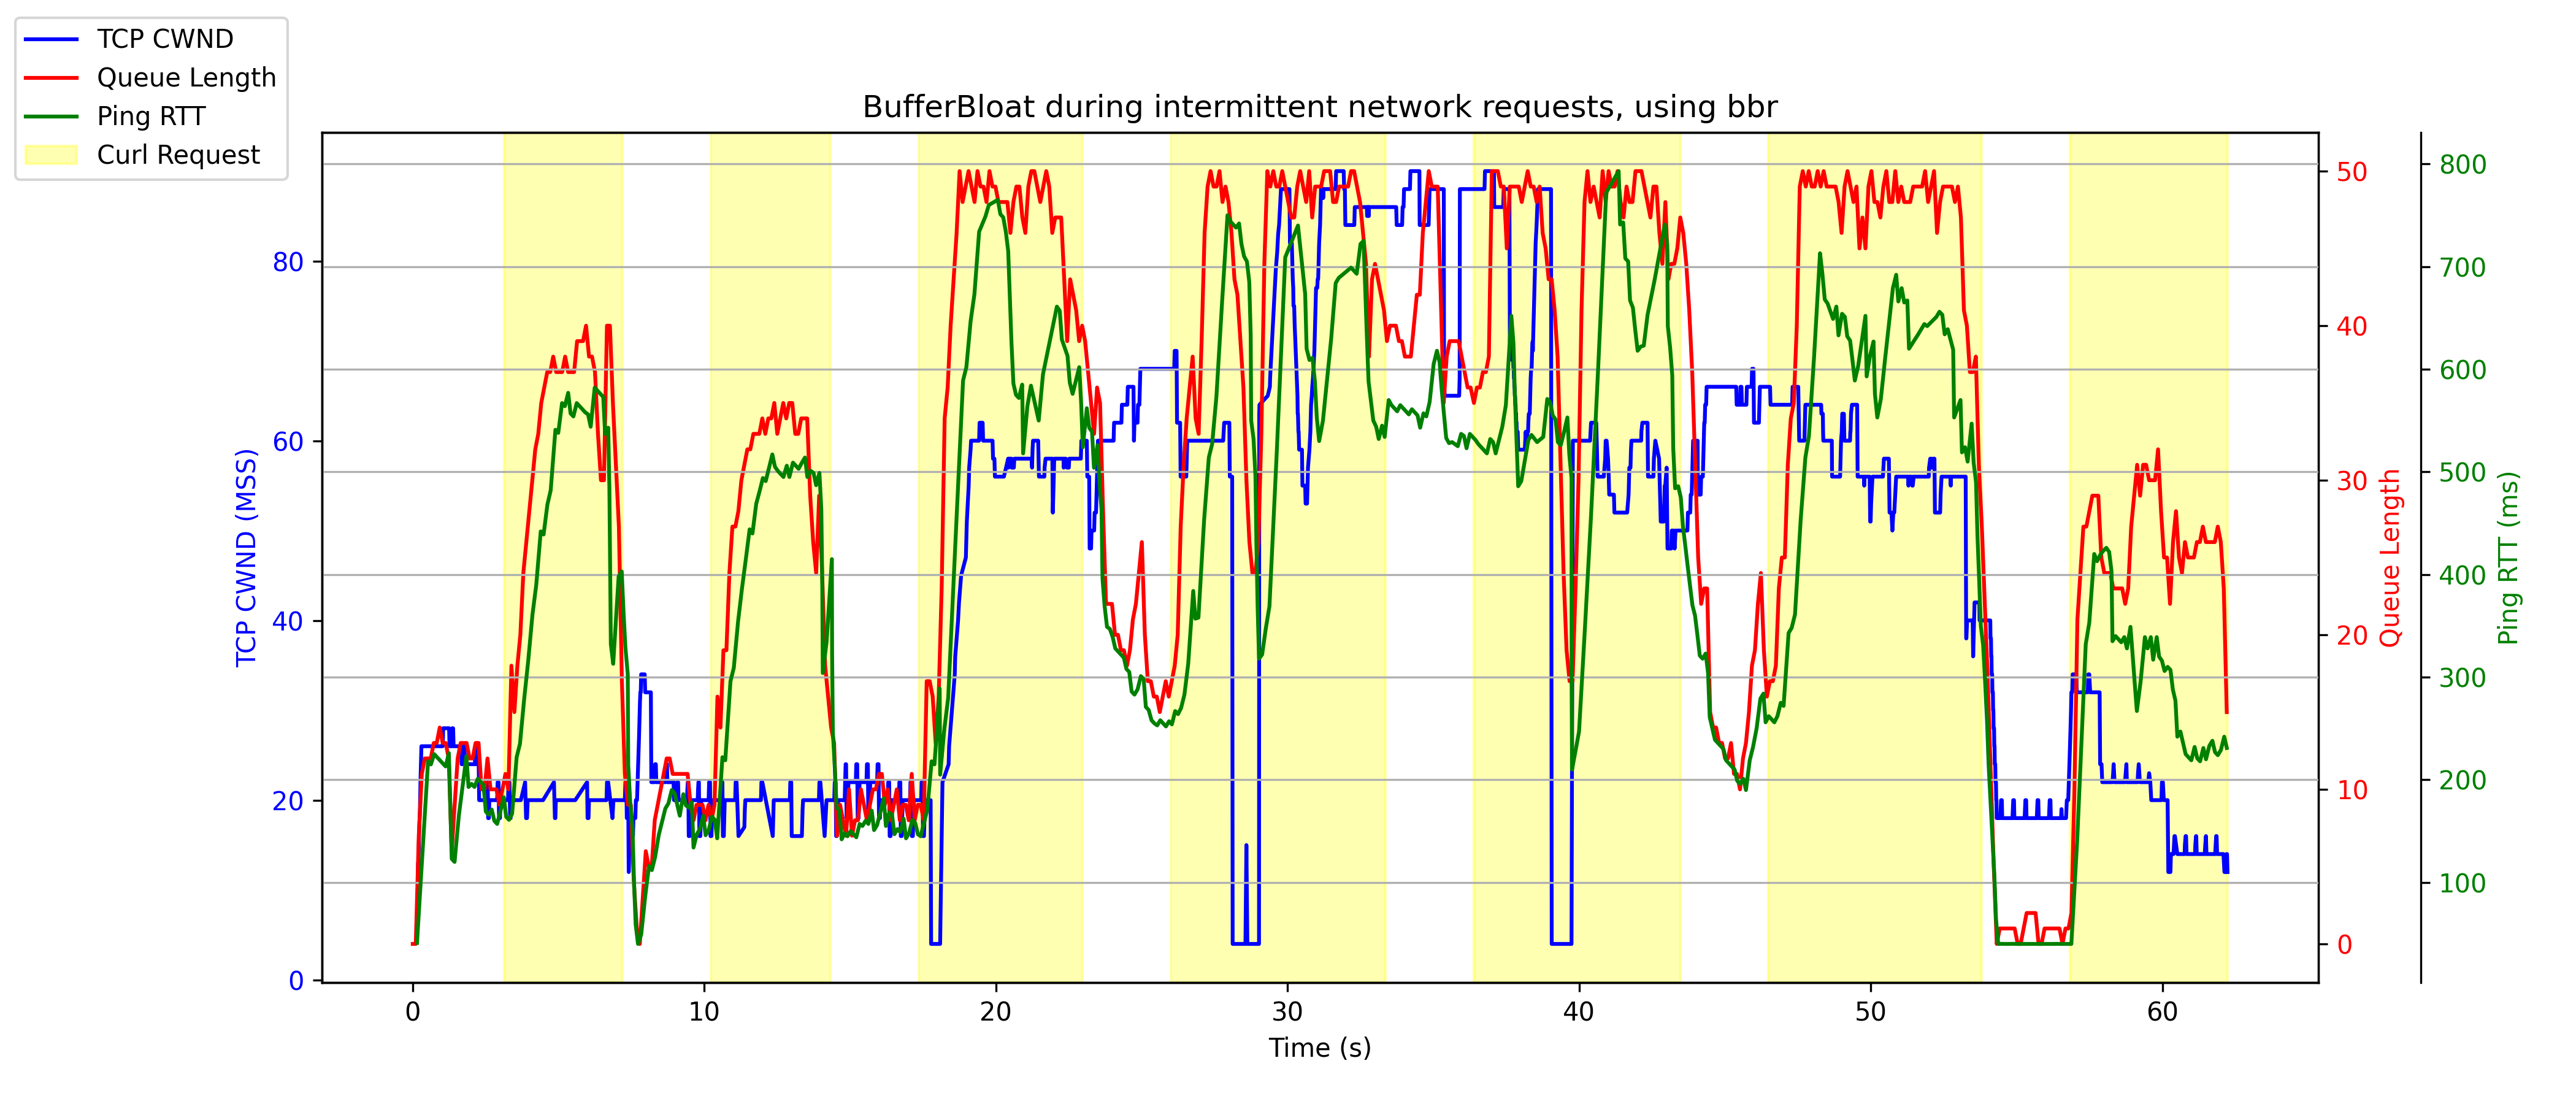 TCP CWND
Queue Length
Ping RTT
Curl Request
BufferBloat during intermittent network requests, using bbr
TCP CWND (MSS)
80
60
40
20
0
0 10 20 30 40 50 60
Time (s)
50
40
30
20
10
0
Queue Length
800
700
600
500
400
300
200
100
Ping RTT (ms)